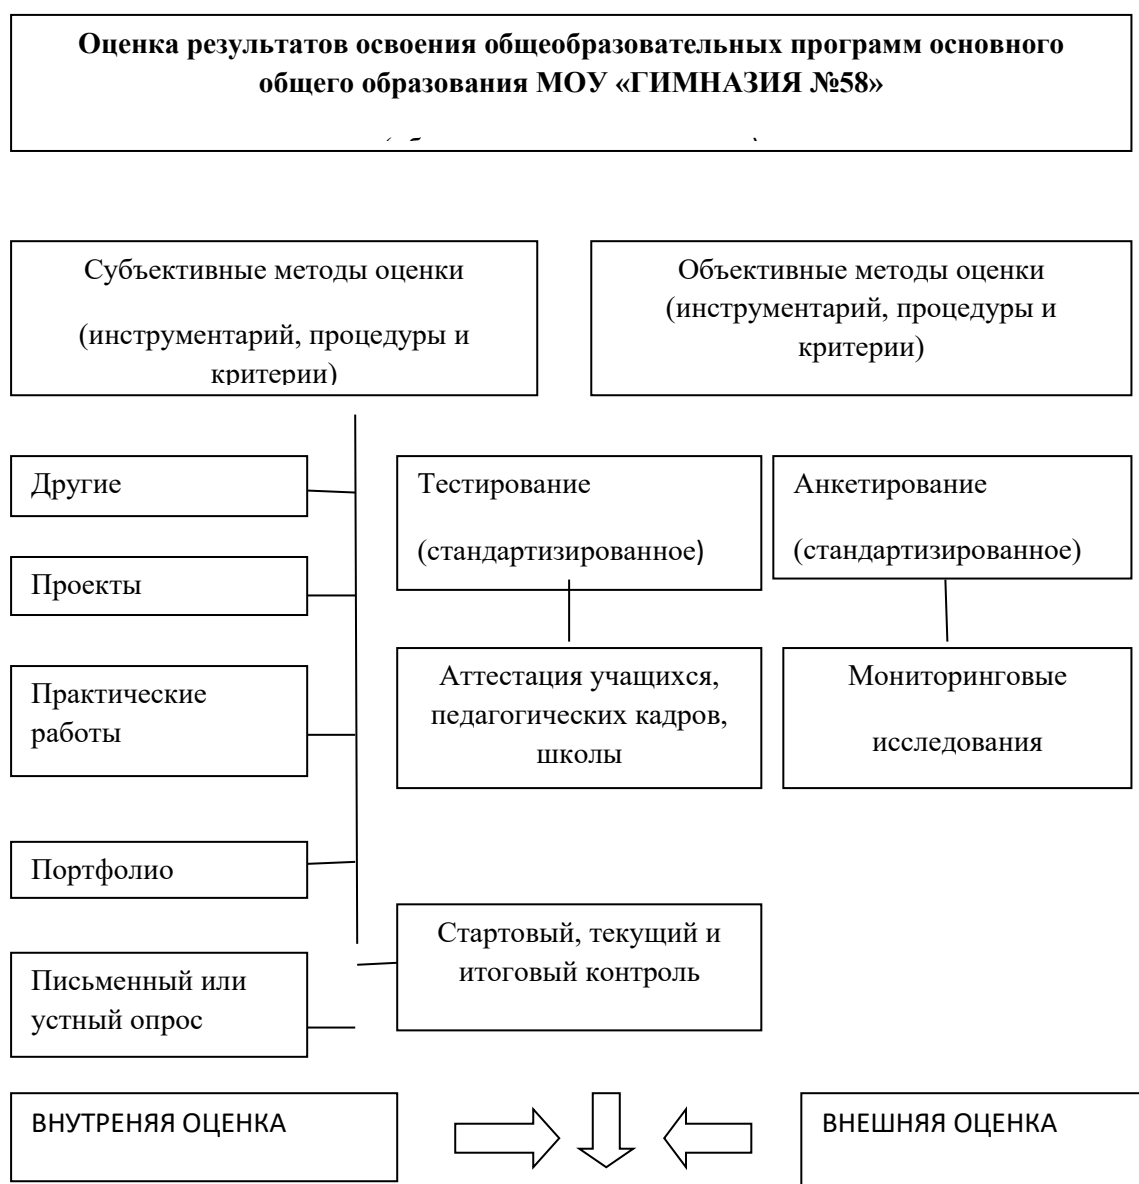 Оценка результатов освоения общеобразовательных программ основного
общего образования МОУ «ГИМНАЗИЯ №58»
Субъективные методы оценки
(инструментарий, процедуры и
критерии)
Объективные методы оценки
(инструментарий, процедуры и
критерии)
Другие
Тестирование
(стандартизированное)
Анкетирование
(стандартизированное)
Проекты
Практические
работы
Аттестация учащихся,
педагогических кадров,
школы
Мониторинговые
исследования
Портфолио
Стартовый, текущий и
итоговый контроль
Письменный или
устный опрос
ВНУТРЕНЯЯ ОЦЕНКА
ВНЕШНЯЯ ОЦЕНКА